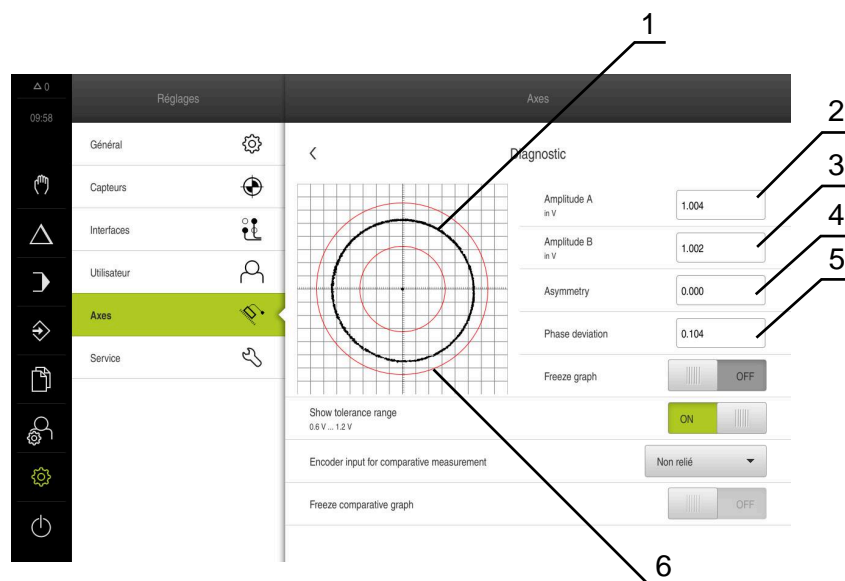 1
△ 0
Réglages
Axes
09:58
2
Général
Diagnostic
3
Capteurs
Amplitude A
in V
1.004
4
Interfaces
Amplitude B
in V
1.002
5
Utilisateur
Asymmetry
0.000
Axes
Phase deviation
0.104
Service
Freeze graph
OFF
Show tolerance range
0.6 V ... 1.2 V
ON
Encoder input for comparative measurement
Non relié
Freeze comparative graph
OFF
6